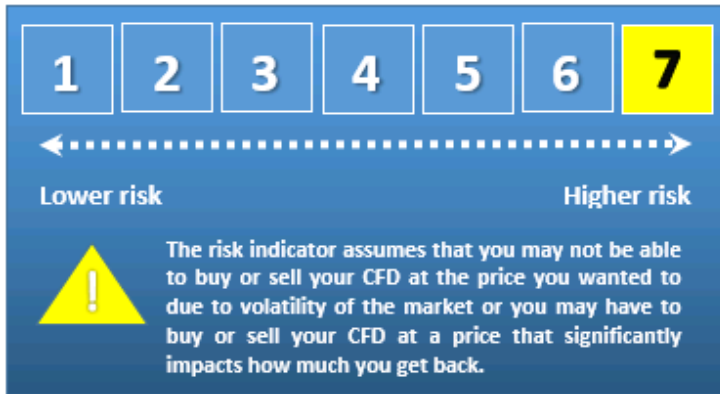 1 2 3 4 5 6 7
Lower risk Higher risk
!
The risk indicator assumes that you may not be able
to buy or sell your CFD at the price you wanted to
due to volatility of the market or you may have to
buy or sell your CFD at a price that significantly
impacts how much you get back.